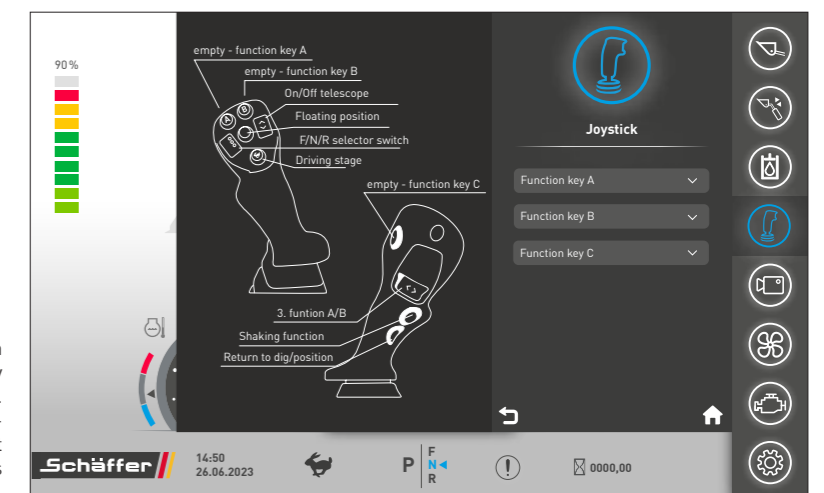 90%
empty - function key A
empty - function key B
On/Off telescope
Floating position
F/N/R selector switch
Driving stage
empty - function key C
3. funtion A/B
Shaking function
Return to dig/position
A
B
Joystick
Function key A
Function key B
Function key C
Schäffer
14:50
26.06.2023
P
F
N
R
0000,00